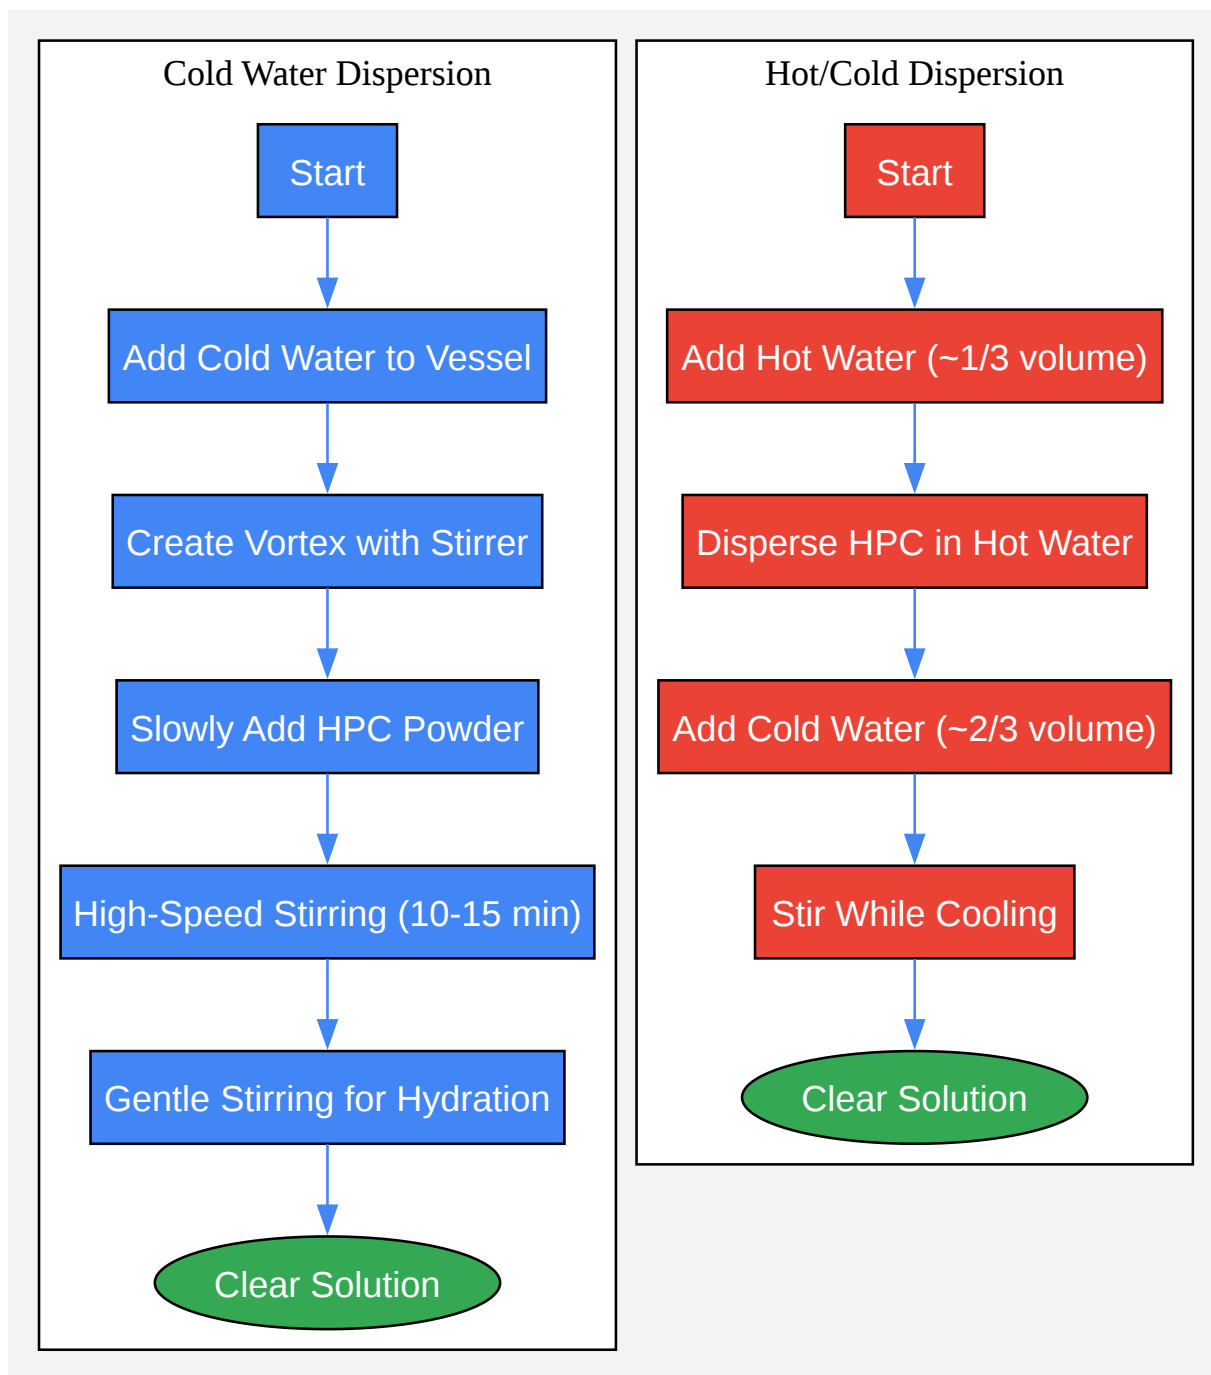 Cold Water Dispersion
Start
Add Cold Water to Vessel
Create Vortex with Stirrer
Slowly Add HPC Powder
High-Speed Stirring (10-15 min)
Gentle Stirring for Hydration
Clear Solution
Hot/Cold Dispersion
Start
Add Hot Water (~1/3 volume)
Disperse HPC in Hot Water
Add Cold Water (~2/3 volume)
Stir While Cooling
Clear Solution